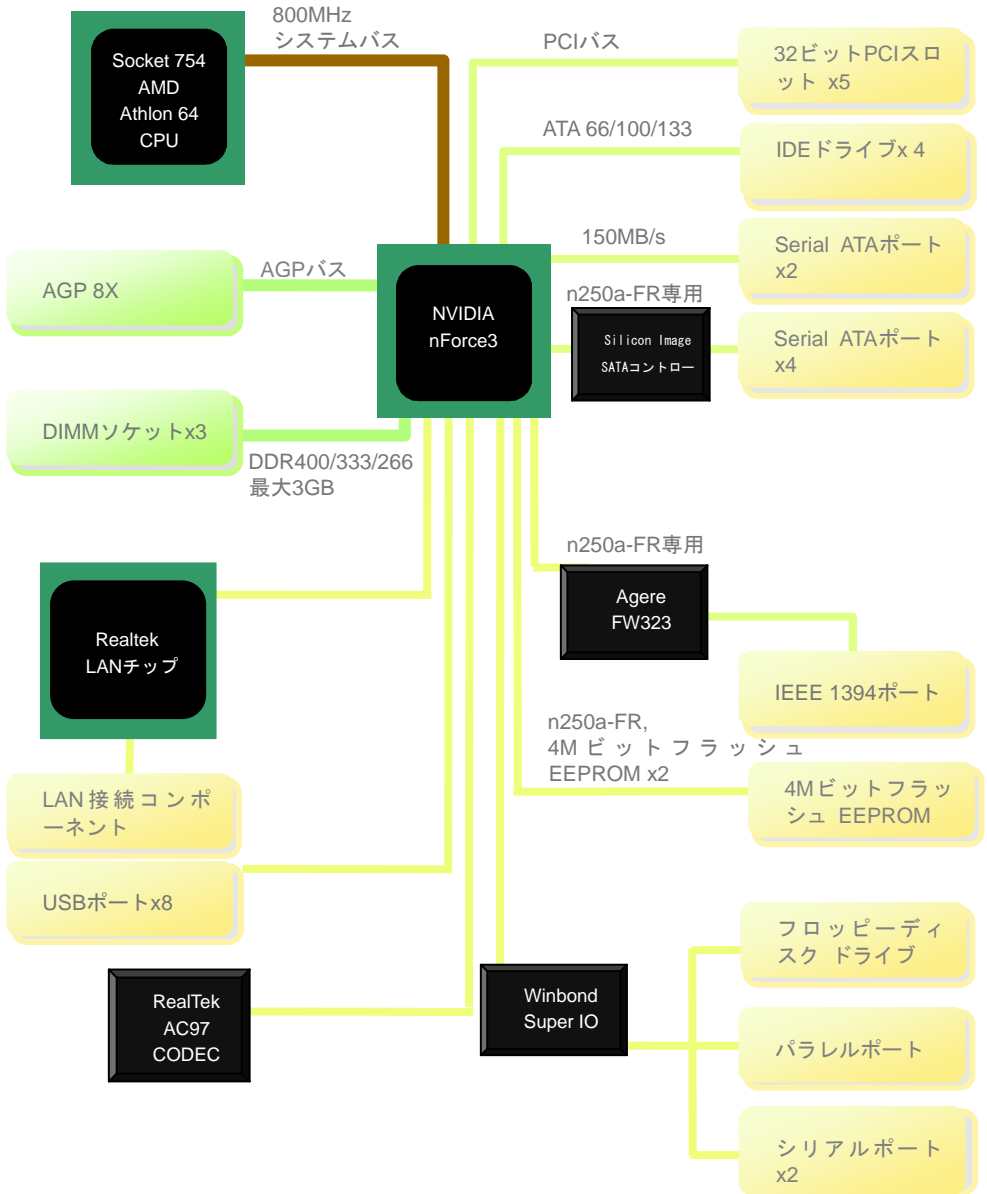 800MHz
システムバス
Socket 754
AMD
Athlon 64
CPU
PCIバス
32ビットPCIスロ
ット x5
ATA 66/100/133
IDEドライブx 4
150MB/s
Serial ATAポート
x2
AGPバス
AGP 8X
NVIDIA
nForce3
n250a-FR専用
Silicon Image
SATAコントロー
Serial ATAポート
x4
DIMMソケットx3
DDR400/333/266
最大3GB
n250a-FR専用
Agere
FW323
Realtek
LANチップ
IEEE 1394ポート
n250a-FR,
4Mビットフラッシュ
EEPROM x2
4Mビットフラッ
シュ EEPROM
LAN接続コンポ
ーネント
USBポートx8
フロッピーディ
スク ドライブ
RealTek
AC97
CODEC
Winbond
Super IO
パラレルポート
シリアルポート
x2